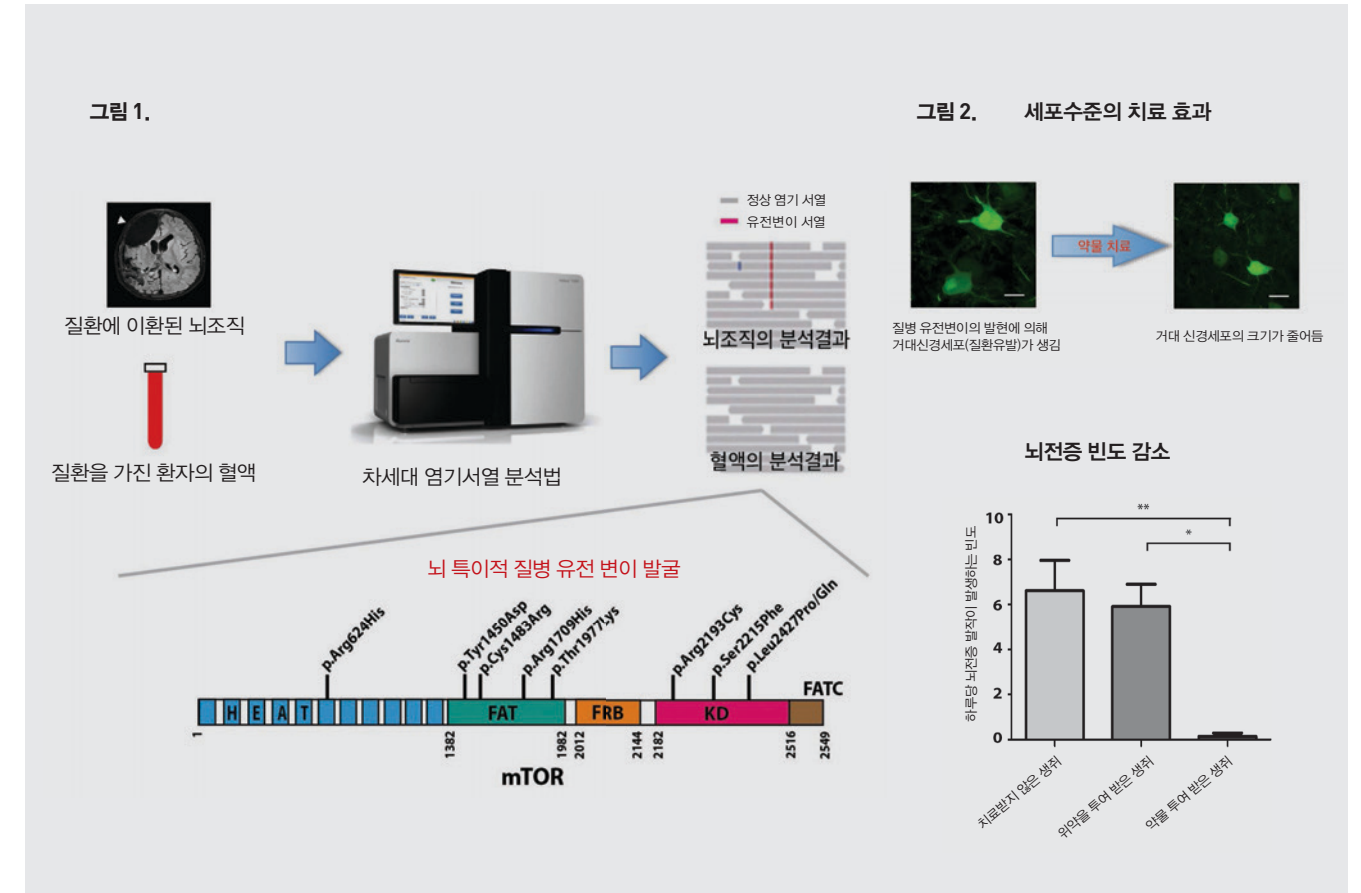 그림 1.
질환에 이환된 뇌조직
질환을 가진 환자의 혈액
차세대 염기서열 분석법
정상 염기 서열
유전변이 서열
뇌조직의 분석결과
혈액의 분석결과
뇌 특이적 질병 유전 변이 발굴
p.Arg624His
p.Tyr1450Asp
p.Cys1483Arg
p.Arg1709His
p.Thr1977Lys
p.Arg2193Cys
p.Ser2215Phe
p.Leu2427Pro/Gln
FATC
H E A T
FAT
FRB
KD
1
1382
1982
2012
2144
2182
2516
2549
mTOR
그림 2. 세포수준의 치료 효과
약물 치료
질병 유전변이의 발현에 의해
거대신경세포(질환유발)가 생김
거대 신경세포의 크기가 줄어듬
뇌전증 빈도 감소
하루당 뇌전증 발작이 발생하는 빈도
10
8
6
4
2
0
**
*
치료받지 않은 생쥐
위약을 투여 받은 생쥐
약물 투여 받은 생쥐